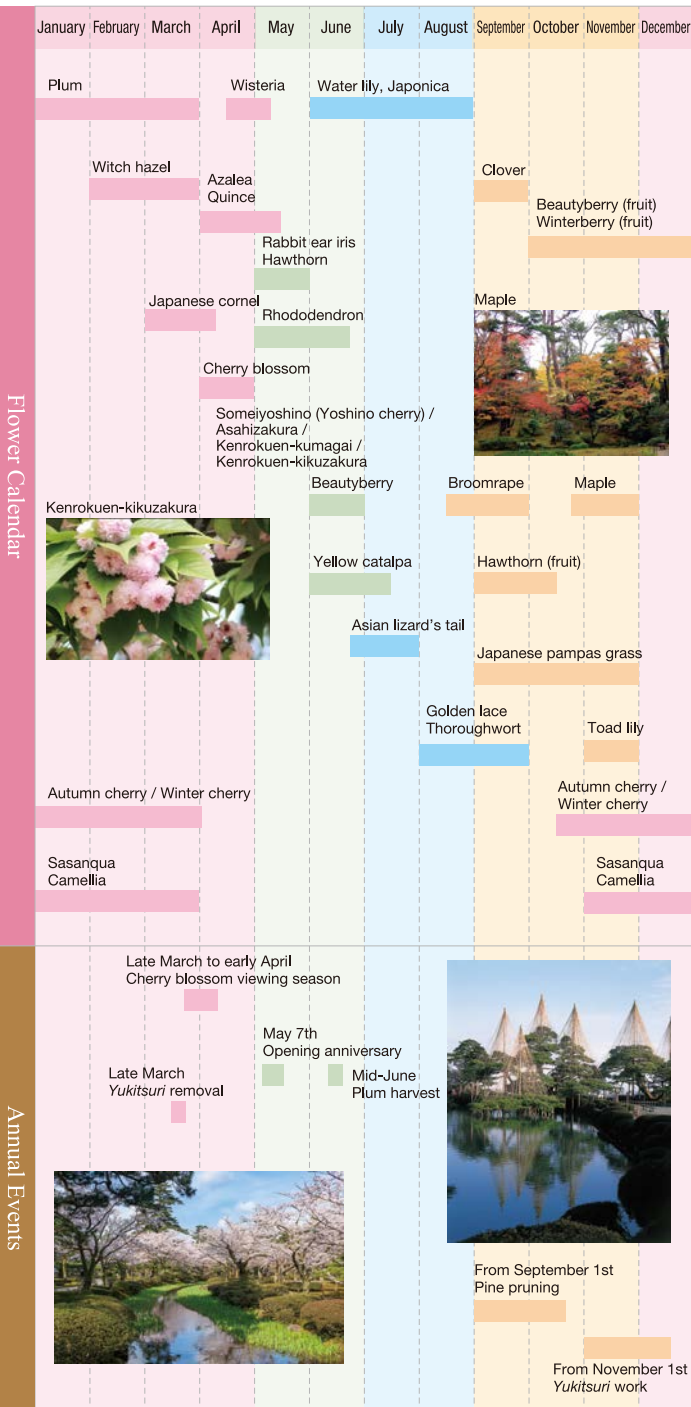 January February March April May June July August September October November December
Flower Calendar
Plum
Wisteria
Water lily, Japonica
Witch hazel
Azalea
Quince
Clover
Beautyberry (fruit)
Winterberry (fruit)
Rabbit ear iris
Hawthorn
Japanese cornel
Rhododendron
Maple
Cherry blossom
Someiyoshino (Yoshino cherry) /
Asahizakura /
Kenrokuen-kumagai /
Kenrokuen-kikuzakura
Beautyberry
Broomrape
Maple
Kenrokuen-kikuzakura
Yellow catalpa
Hawthorn (fruit)
Asian lizard's tail
Japanese pampas grass
Golden lace
Thoroughwort
Toad lily
Autumn cherry / Winter cherry
Autumn cherry /
Winter cherry
Sasanqua
Camellia
Sasanqua
Camellia
Annual Events
Late March to early April
Cherry blossom viewing season
May 7th
Opening anniversary
Late March
Yukitsuri removal
Mid-June
Plum harvest
From September 1st
Pine pruning
From November 1st
Yukitsuri work